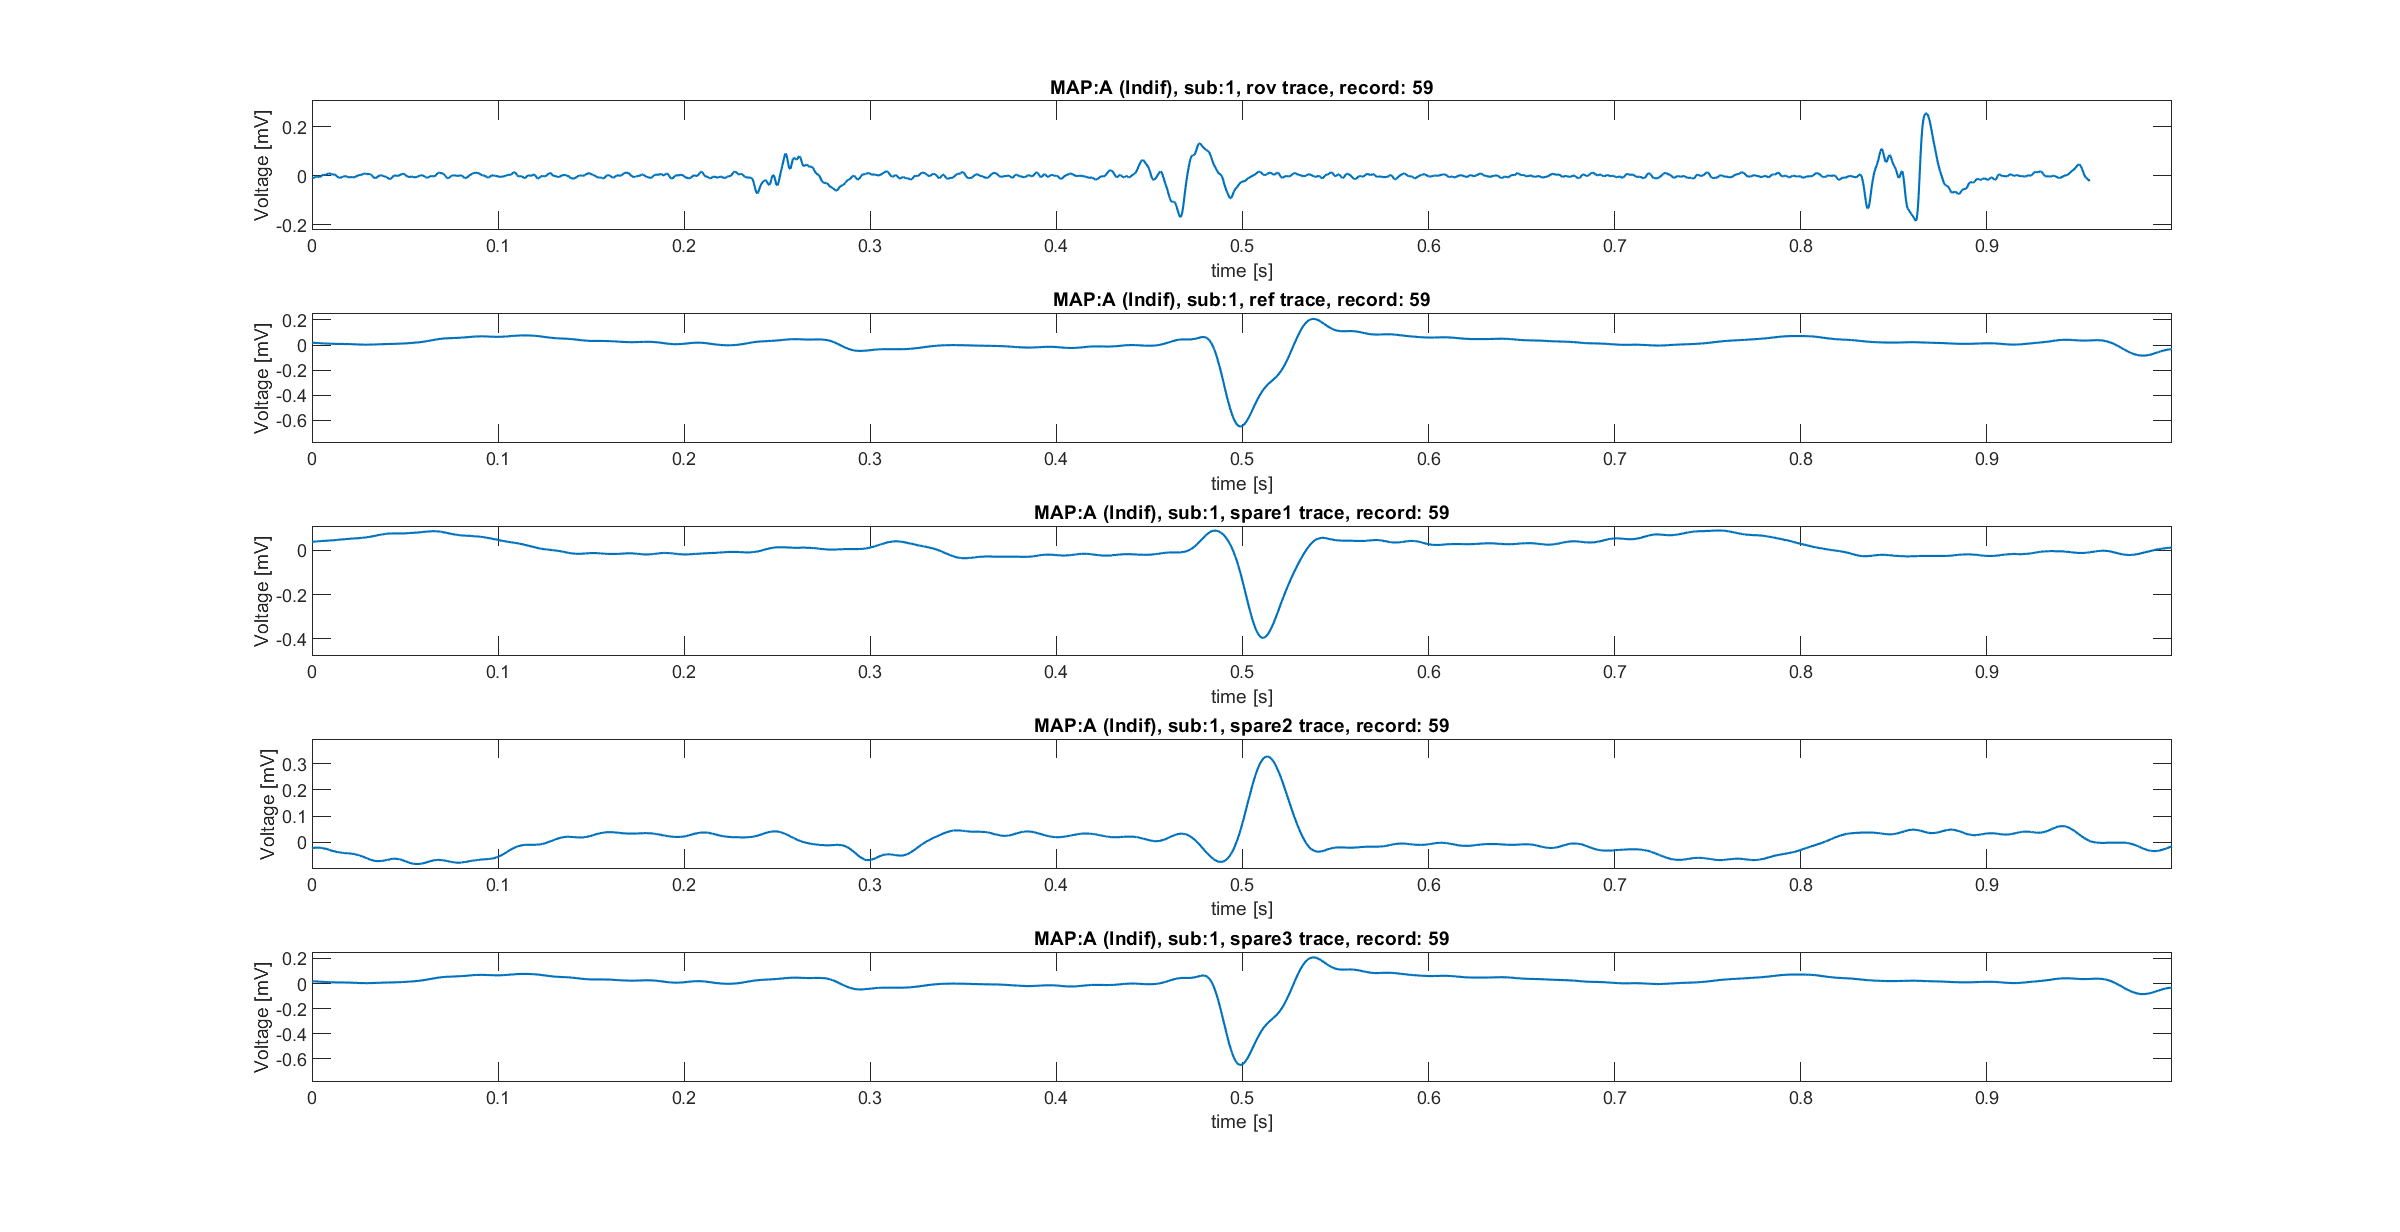 MAP:A (Indif), sub:1, rov trace, record: 59
Voltage [mV]
0.2
0
-0.2
0 0.1 0.2 0.3 0.4 0.5 0.6 0.7 0.8 0.9
time [s]
MAP:A (Indif), sub:1, ref trace, record: 59
Voltage [mV]
0.2
0
-0.2
-0.4
-0.6
0 0.1 0.2 0.3 0.4 0.5 0.6 0.7 0.8 0.9
time [s]
MAP:A (Indif), sub:1, spare1 trace, record: 59
Voltage [mV]
0
-0.2
-0.4
0 0.1 0.2 0.3 0.4 0.5 0.6 0.7 0.8 0.9
time [s]
MAP:A (Indif), sub:1, spare2 trace, record: 59
Voltage [mV]
0.3
0.2
0.1
0
0 0.1 0.2 0.3 0.4 0.5 0.6 0.7 0.8 0.9
time [s]
MAP:A (Indif), sub:1, spare3 trace, record: 59
Voltage [mV]
0.2
0
-0.2
-0.4
-0.6
0 0.1 0.2 0.3 0.4 0.5 0.6 0.7 0.8 0.9
time [s]